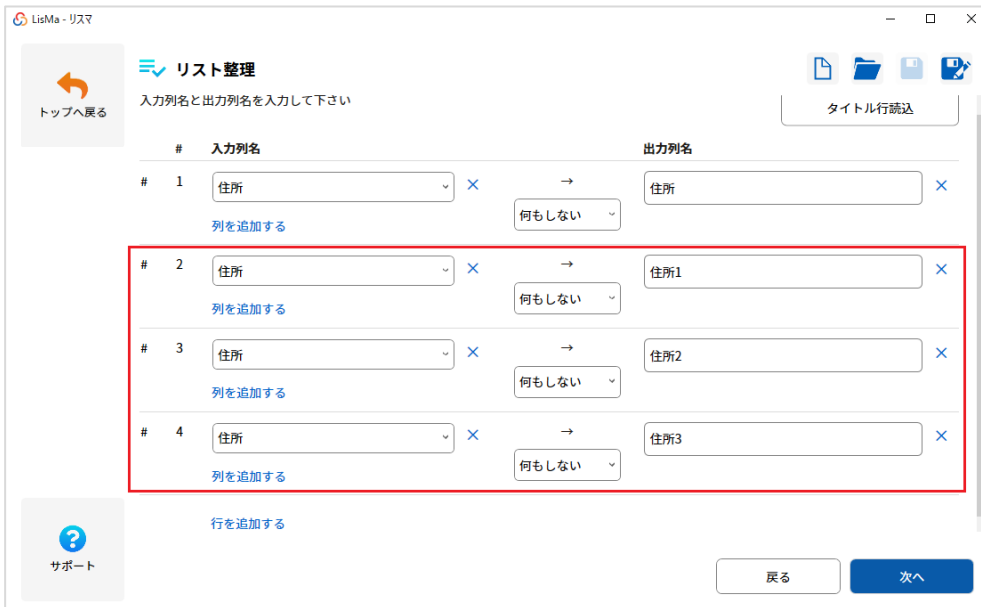 LisMa - リスマ
トップへ戻る
リスト整理
入力列名と出力列名を入力して下さい
タイトル行読込
# 入力列名 出力列名
# 1 住所 → 住所
何もしない
列を追加する
# 2 住所 → 住所1
何もしない
列を追加する
# 3 住所 → 住所2
何もしない
列を追加する
# 4 住所 → 住所3
何もしない
列を追加する
行を追加する
?
サポート
戻る 次へ